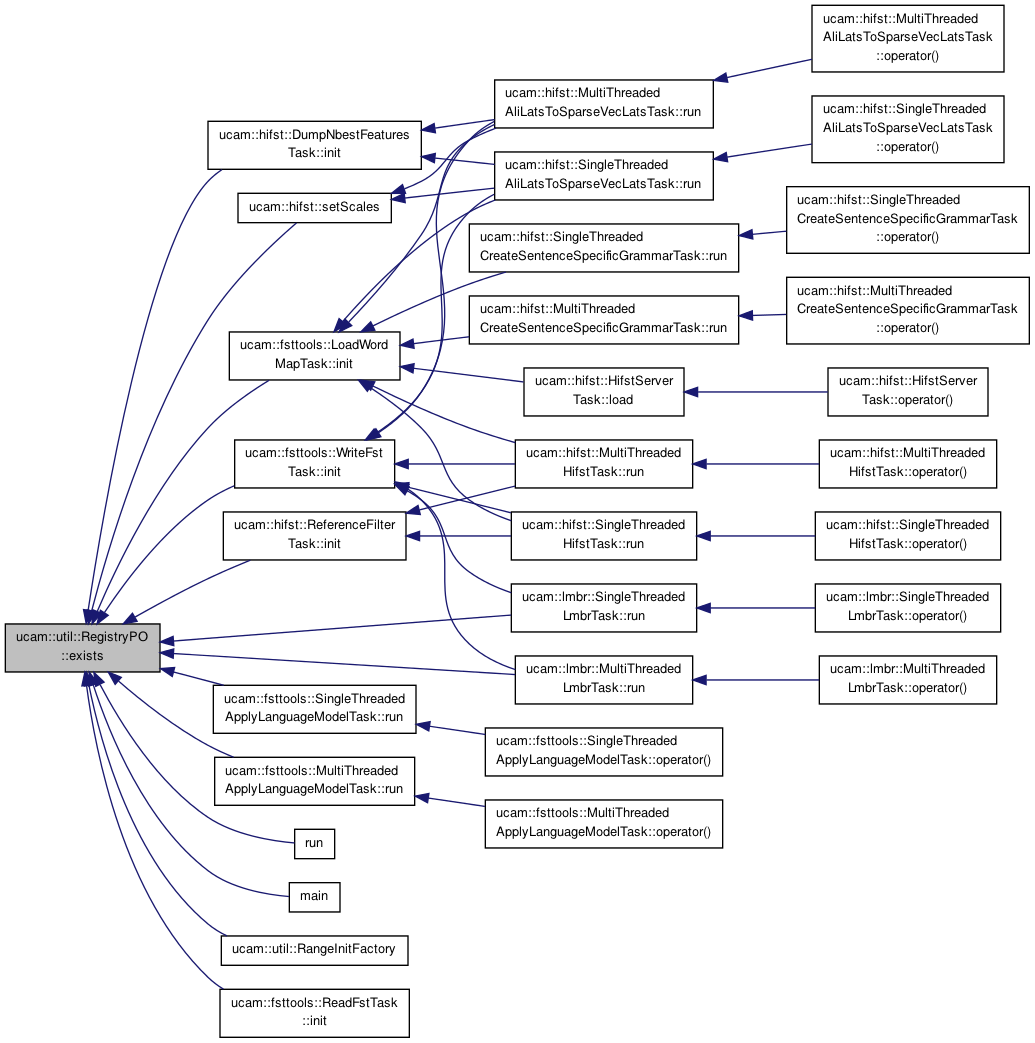 ucam::hifst::MultiThreaded
AliLatsToSparseVecLatsTask
::operator()
ucam::hifst::MultiThreaded
AliLatsToSparseVecLatsTask::run
ucam::hifst::SingleThreaded
AliLatsToSparseVecLatsTask
::operator()
ucam::hifst::DumpNbestFeatures
Task::init
ucam::hifst::SingleThreaded
AliLatsToSparseVecLatsTask::run
ucam::hifst::setScales
ucam::hifst::SingleThreaded
CreateSentenceSpecificGrammarTask
::operator()
ucam::hifst::SingleThreaded
CreateSentenceSpecificGrammarTask::run
ucam::hifst::MultiThreaded
CreateSentenceSpecificGrammarTask
::operator()
ucam::hifst::MultiThreaded
CreateSentenceSpecificGrammarTask::run
ucam::fsttools::LoadWord
MapTask::init
ucam::hifst::HifstServer
Task::load
ucam::hifst::HifstServer
Task::operator()
ucam::fsttools::WriteFst
Task::init
ucam::hifst::MultiThreaded
HifstTask::run
ucam::hifst::MultiThreaded
HifstTask::operator()
ucam::hifst::ReferenceFilter
Task::init
ucam::hifst::SingleThreaded
HifstTask::run
ucam::hifst::SingleThreaded
HifstTask::operator()
ucam::lmbr::SingleThreaded
LmbrTask::run
ucam::lmbr::SingleThreaded
LmbrTask::operator()
ucam::util::RegistryPO
::exists
ucam::lmbr::MultiThreaded
LmbrTask::run
ucam::lmbr::MultiThreaded
LmbrTask::operator()
ucam::fsttools::SingleThreaded
ApplyLanguageModelTask::run
ucam::fsttools::SingleThreaded
ApplyLanguageModelTask::operator()
ucam::fsttools::MultiThreaded
ApplyLanguageModelTask::run
ucam::fsttools::MultiThreaded
ApplyLanguageModelTask::operator()
run
main
ucam::util::RangeInitFactory
ucam::fsttools::ReadFstTask
::init